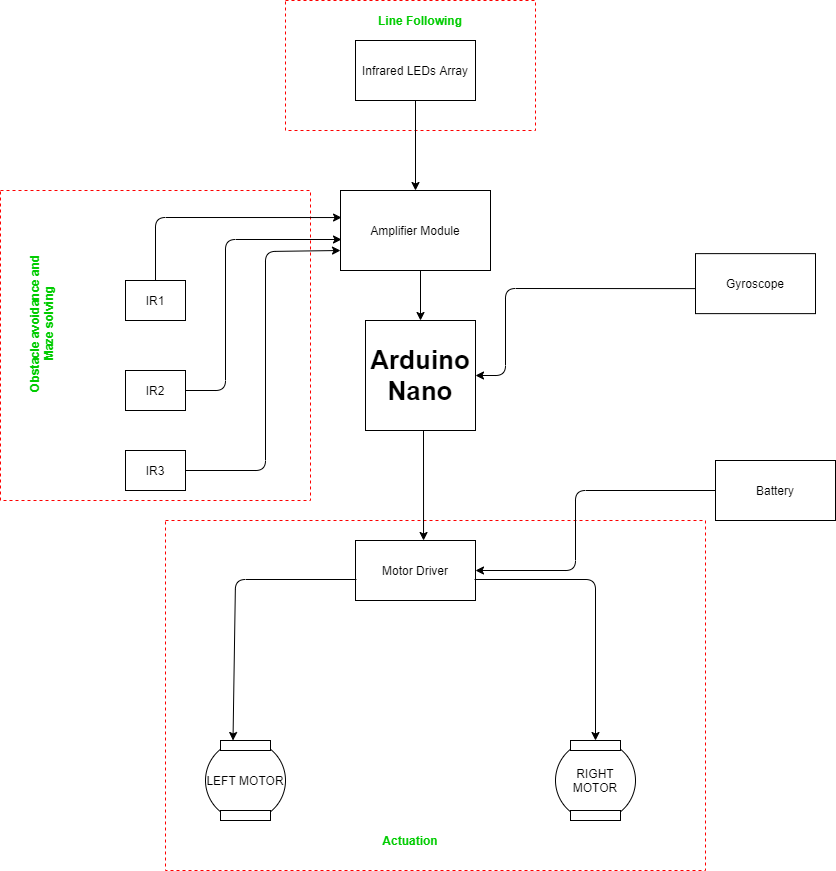 Line Following
Infrared LEDs Array
Amplifier Module
Gyroscope
Obstacle avoidance and
Maze solving
IR1
Arduino
Nano
IR2
IR3
Battery
Motor Driver
LEFT MOTOR
RIGHT
MOTOR
Actuation